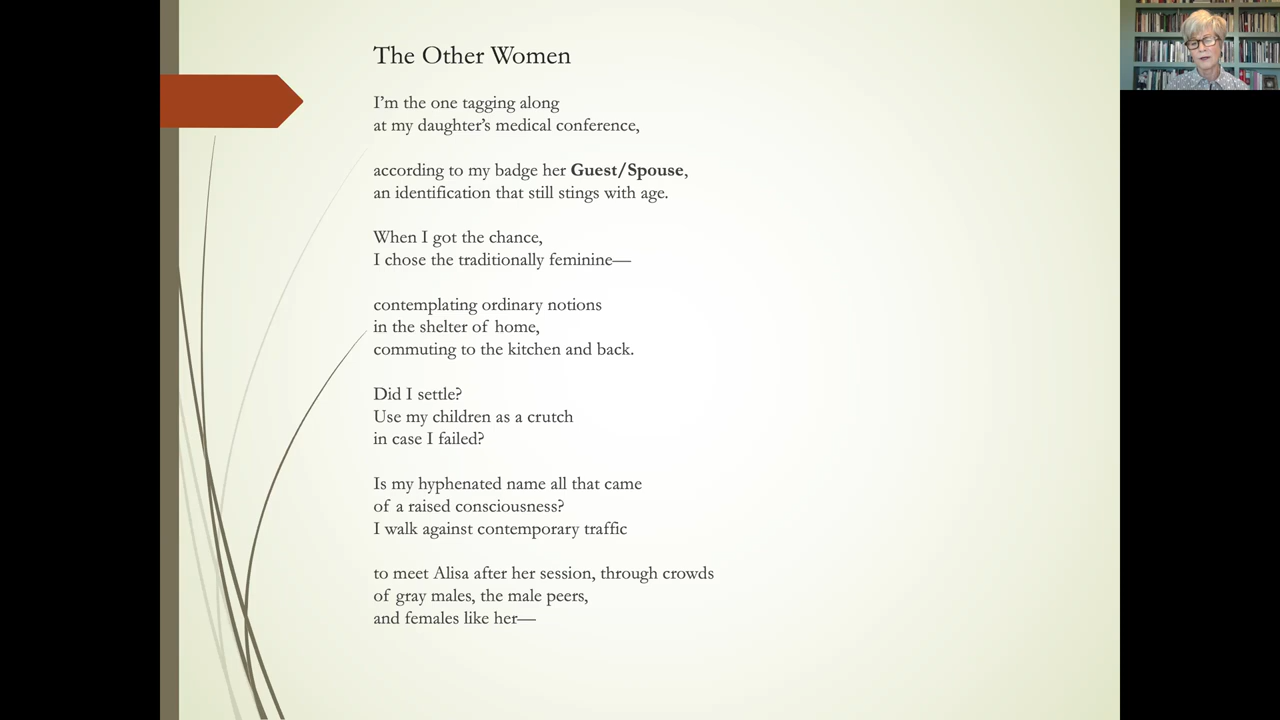 The Other Women
I’m the one tagging along
at my daughter’s medical conference,
according to my badge her Guest/Spouse,
an identification that still stings with age.
When I got the chance,
I chose the traditionally feminine—
contemplating ordinary notions
in the shelter of home,
commuting to the kitchen and back.
Did I settle?
Use my children as a crutch
in case I failed?
Is my hyphenated name all that came
of a raised consciousness?
I walk against contemporary traffic
to meet Alisa after her session, through crowds
of gray males, the male peers,
and females like her—